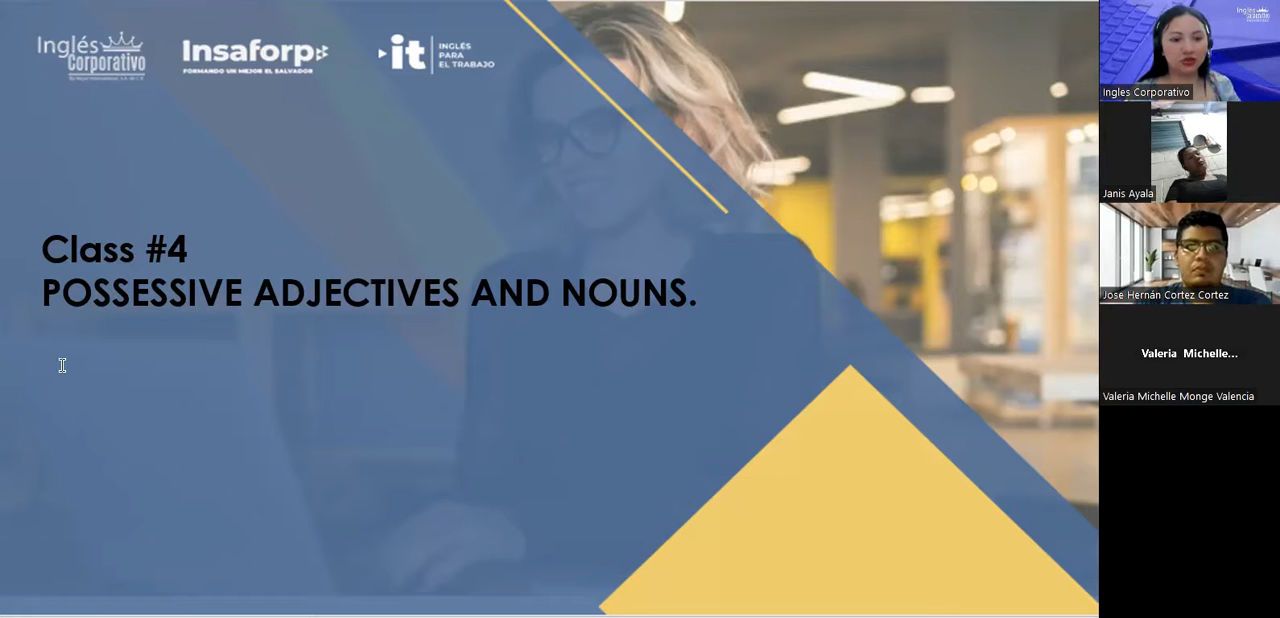 Inglés
Corporativo
Insaforp
FORMANDO UN MEJOR EL SALVADOR
it
INGLÉS
PARA
EL TRABAJO
Class #4
POSSESSIVE ADJECTIVES AND NOUNS.
Ingles Corporativo
Janis Ayala
Jose Hernán Cortez Cortez
Valeria Michelle...
Valeria Michelle Monge Valencia